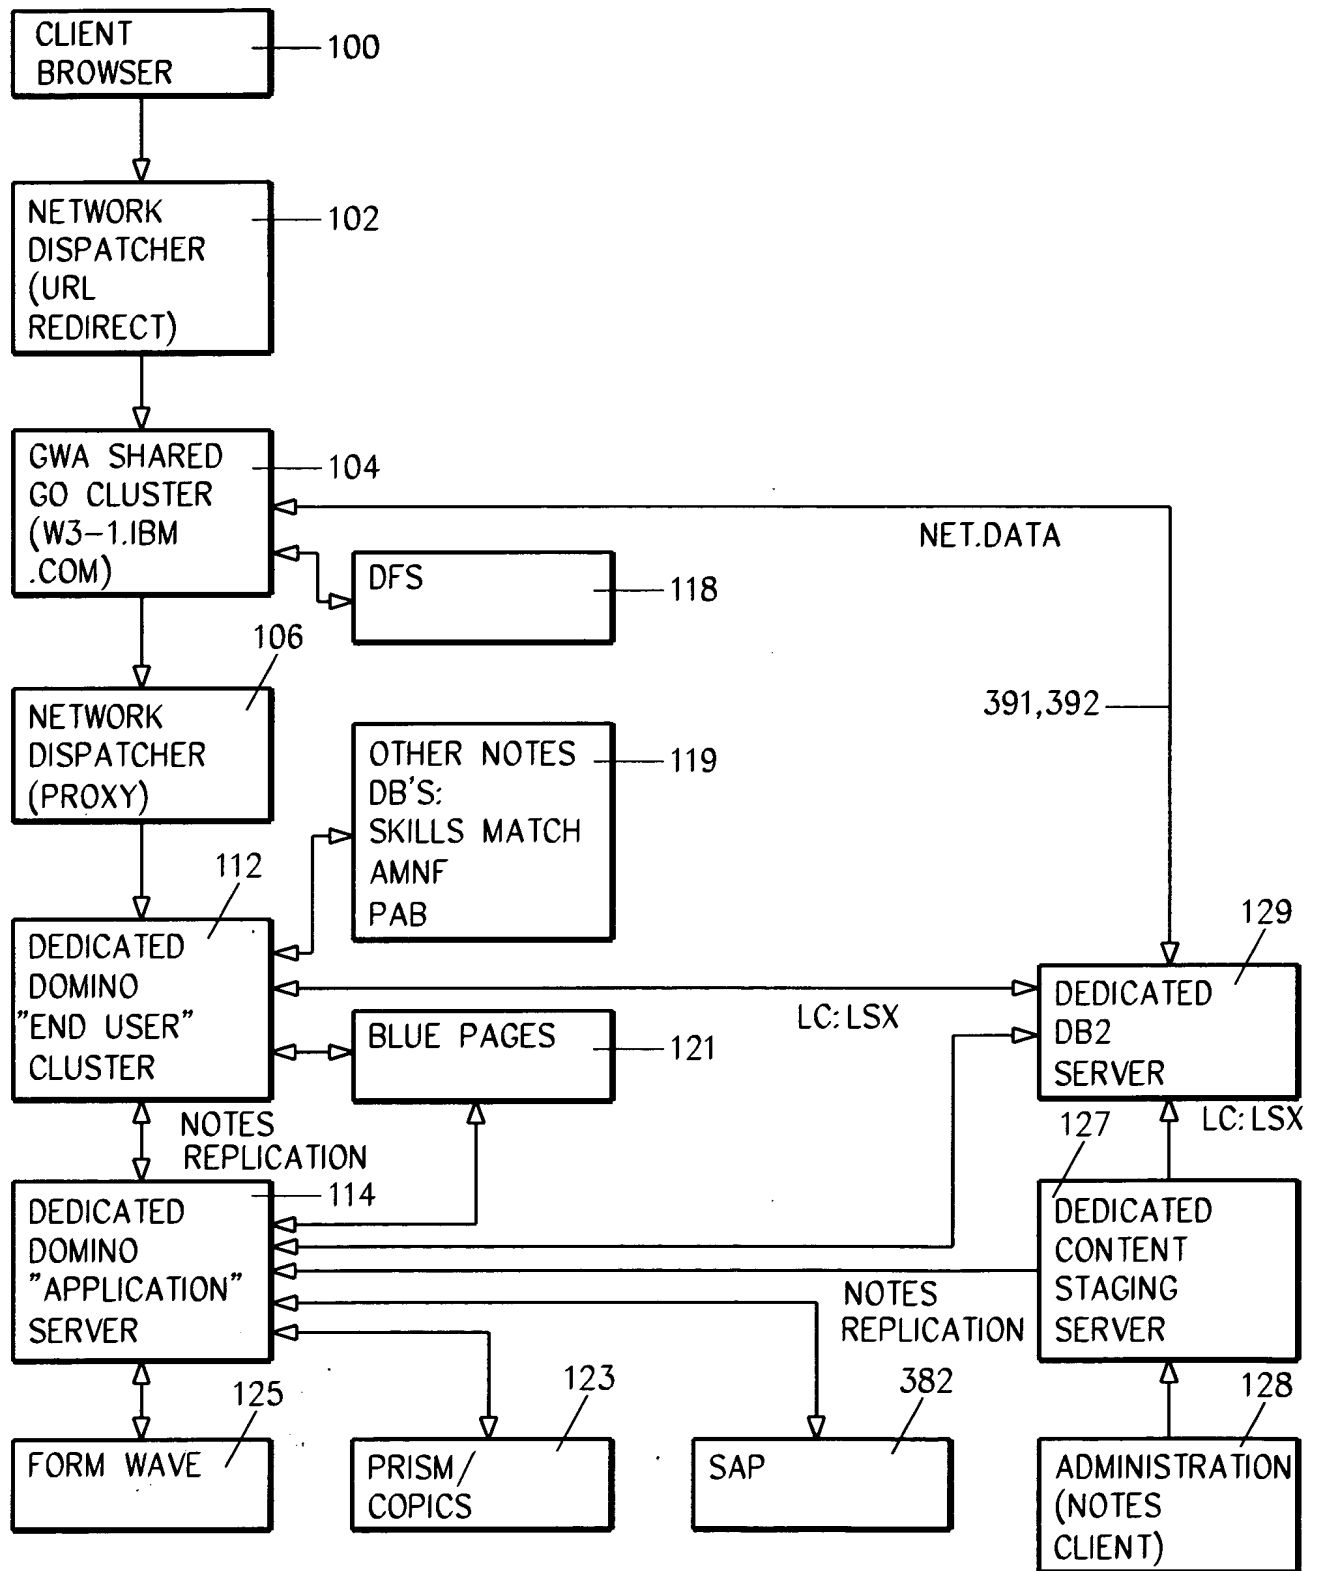 CLIENT
BROWSER
100
NETWORK
DISPATCHER
(URL
REDIRECT)
102
GWA SHARED
GO CLUSTER
(W3-1.IBM
.COM)
104
NET.DATA
DFS
118
106
NETWORK
DISPATCHER
(PROXY)
391,392
OTHER NOTES
DB'S:
SKILLS MATCH
AMNF
PAB
119
112
DEDICATED
DOMINO
"END USER"
CLUSTER
129
DEDICATED
DB2
SERVER
LC:LSX
BLUE PAGES
121
NOTES
REPLICATION
127
LC:LSX
114
DEDICATED
DOMINO
"APPLICATION"
SERVER
DEDICATED
CONTENT
STAGING
SERVER
NOTES
REPLICATION
125
FORM WAVE
123
PRISM/
COPICS
382
SAP
128
ADMINISTRATION
(NOTES
CLIENT)